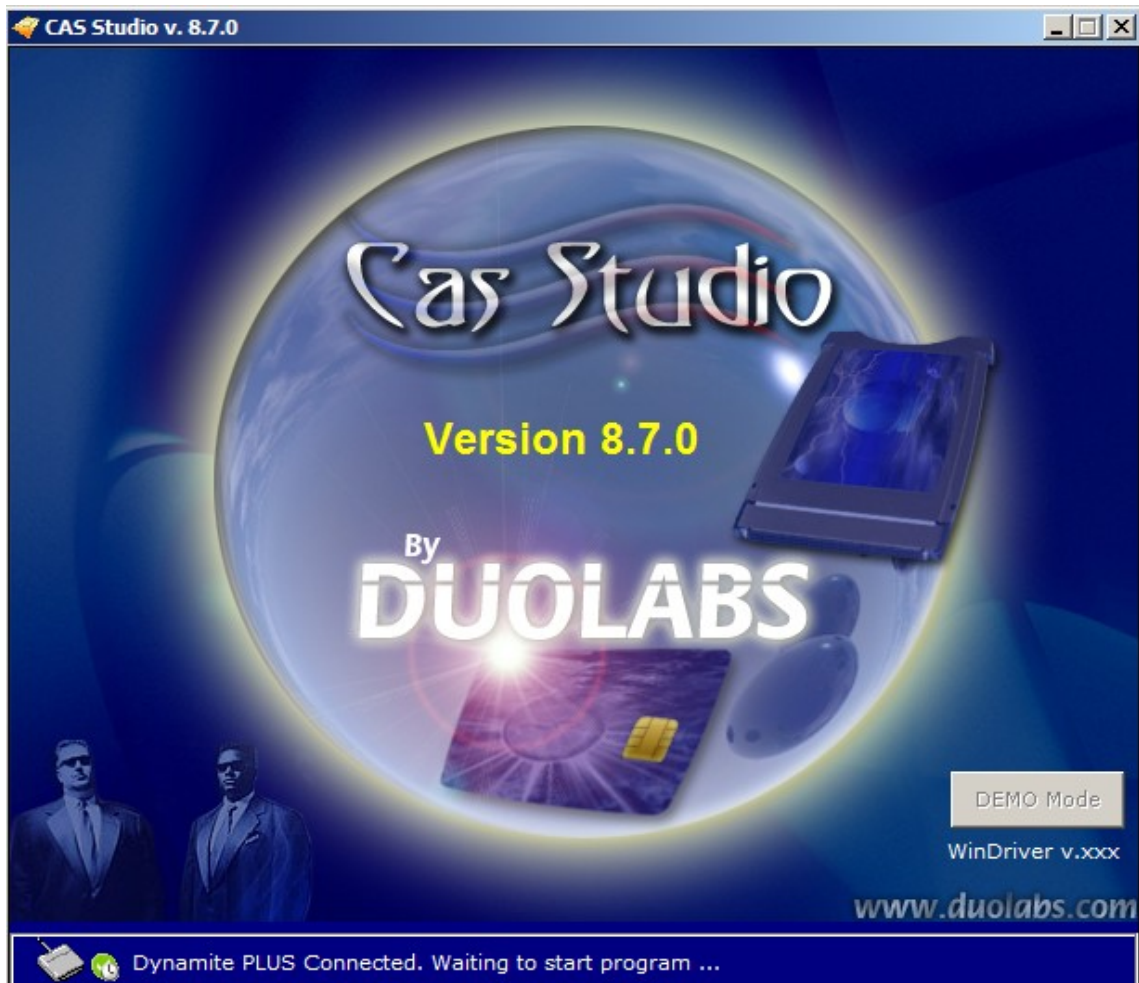 CAS Studio v. 8.7.0
Cas Studio
Version 8.7.0
By
DUOLABS
DEMO Mode
WinDriver v.xxx
www.duolabs.com
Dynamite PLUS Connected. Waiting to start program ...